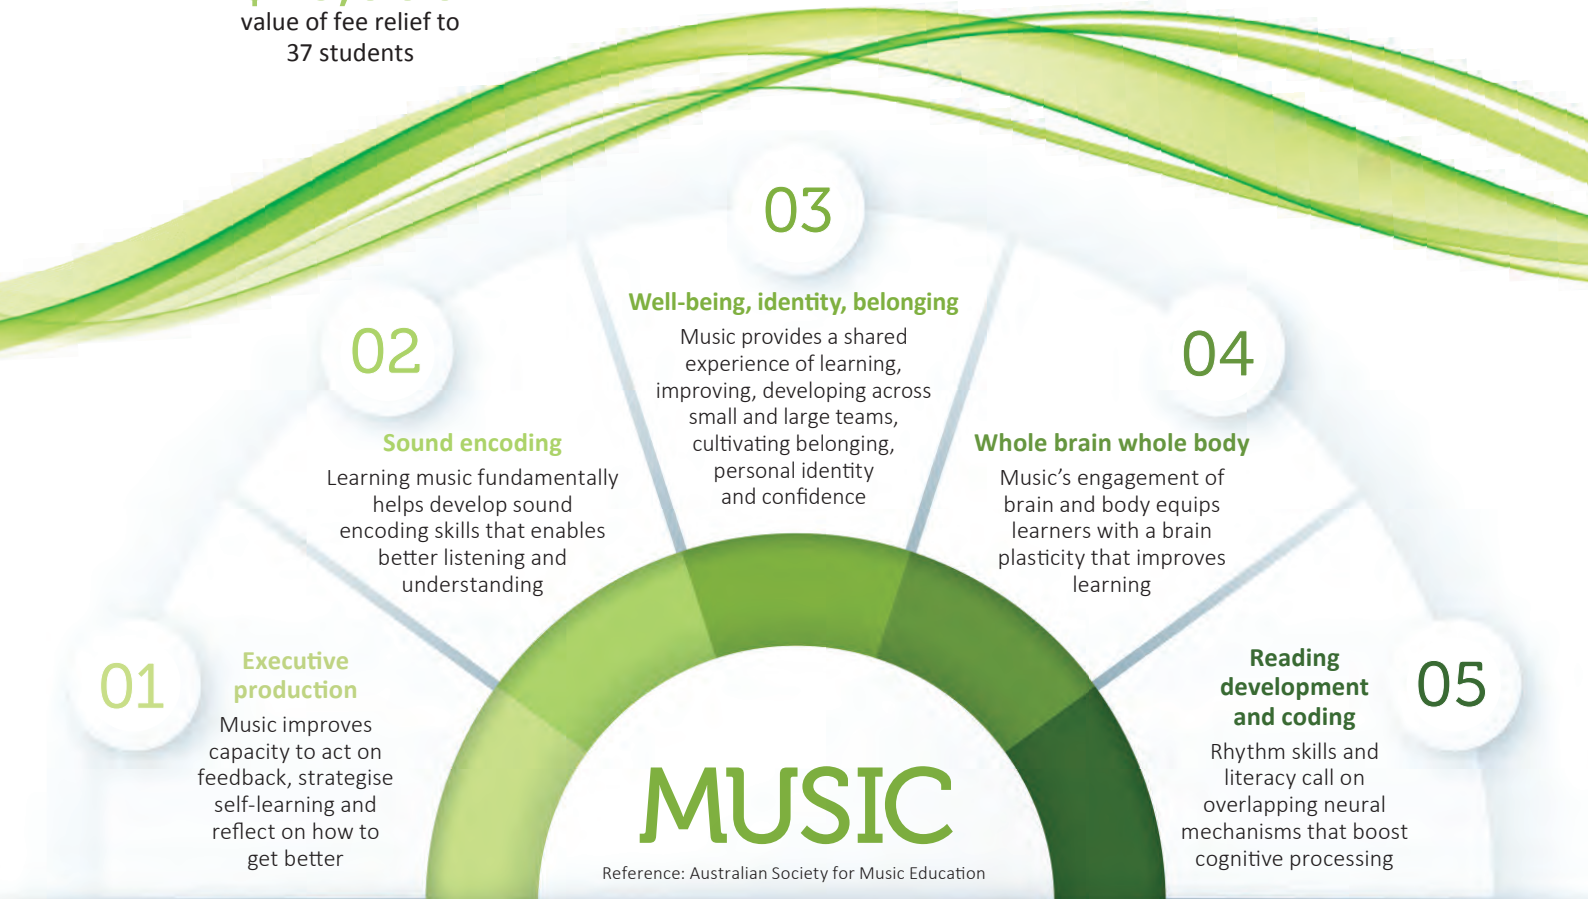 value of fee relief to
37 students
01
Executive
production
Music improves
capacity to act on
feedback, strategise
self-learning and
reflect on how to
get better
02
Sound encoding
Learning music fundamentally
helps develop sound
encoding skills that enables
better listening and
understanding
03
Well-being, identity, belonging
Music provides a shared
experience of learning,
improving, developing across
small and large teams,
cultivating belonging,
personal identity
and confidence
04
Whole brain whole body
Music’s engagement of
brain and body equips
learners with a brain
plasticity that improves
learning
05
Reading
development
and coding
Rhythm skills and
literacy call on
overlapping neural
mechanisms that boost
cognitive processing
MUSIC
Reference: Australian Society for Music Education